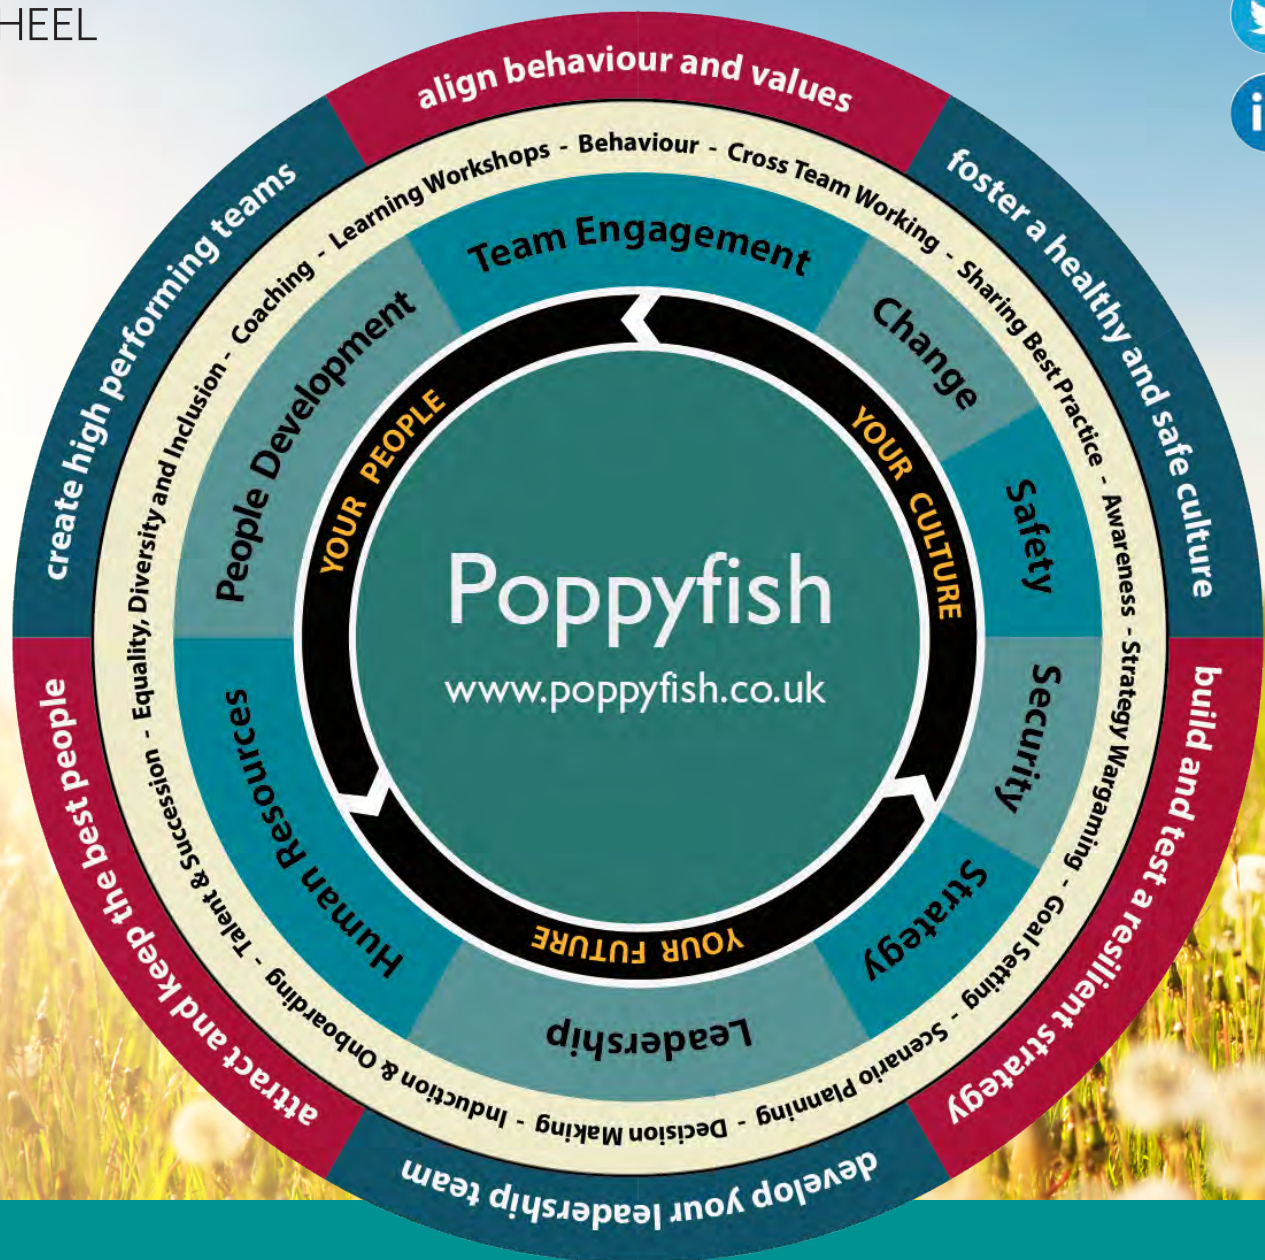 HEEL
align behaviour and values
foster a healthy and safe culture
build and test a resilient strategy
develop your leadership team
attract and keep the best people
create high performing teams
Learning Workshops - Behaviour - Cross Team Working - Sharing Best Practice - Awareness - Strategy Wargaming - Goal Setting - Scenario Planning - Decision Making - Induction & Onboarding - Talent & Succession - Equality, Diversity and Inclusion - Coaching -
Team Engagement
Change
Safety
Security
Strategy
Leadership
Human Resources
People Development
YOUR PEOPLE
YOUR CULTURE
YOUR FUTURE
Poppyfish
www.poppyfish.co.uk